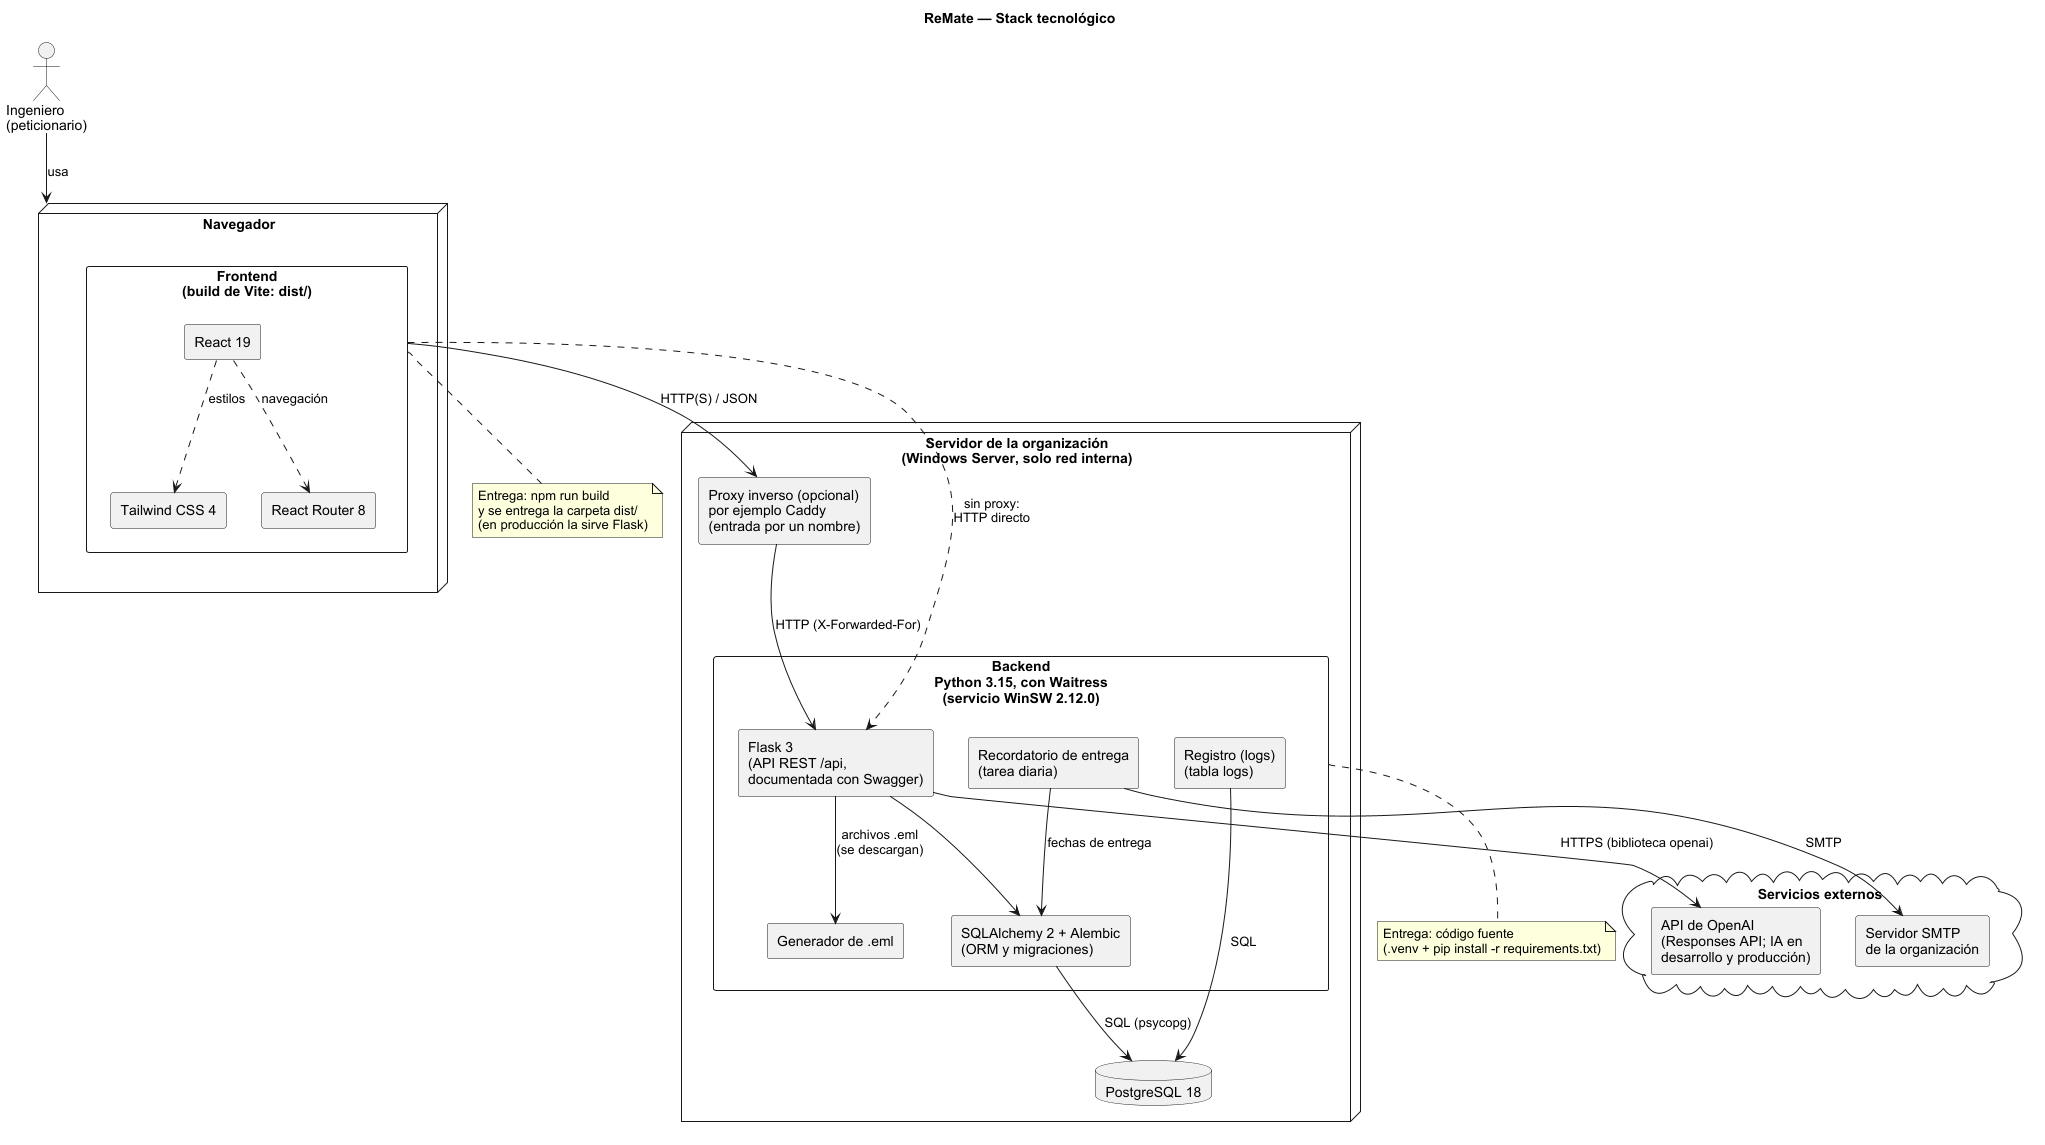 ReMate — Stack tecnológico
Ingeniero
(peticionario)
usa
Navegador
Frontend
(build de Vite: dist/)
React 19
estilos
navegación
Tailwind CSS 4
React Router 8
HTTP(S) / JSON
Entrega: npm run build
y se entrega la carpeta dist/
(en producción la sirve Flask)
Servidor de la organización
(Windows Server, solo red interna)
Proxy inverso (opcional)
por ejemplo Caddy
(entrada por un nombre)
sin proxy:
HTTP directo
HTTP (X-Forwarded-For)
Backend
Python 3.15, con Waitress
(servicio WinSW 2.12.0)
Flask 3
(API REST /api,
documentada con Swagger)
Recordatorio de entrega
(tarea diaria)
Registro (logs)
(tabla logs)
archivos .eml
(se descargan)
fechas de entrega
HTTPS (biblioteca openai)
SMTP
Generador de .eml
SQLAlchemy 2 + Alembic
(ORM y migraciones)
SQL
Entrega: código fuente
(.venv + pip install -r requirements.txt)
Servicios externos
API de OpenAI
(Responses API; IA en
desarrollo y producción)
Servidor SMTP
de la organización
SQL (psycopg)
PostgreSQL 18